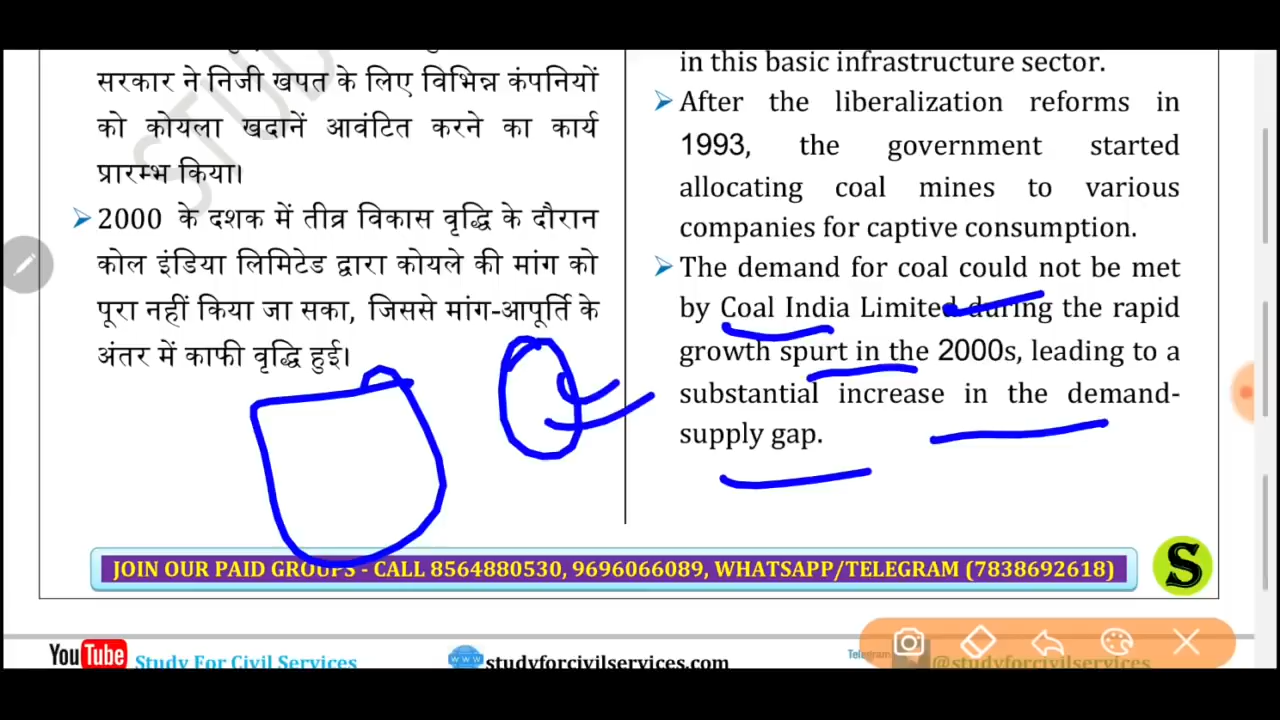 सरकार ने निजी खपत के लिए विभिन्न कंपनियों
को कोयला खदानें आवंटित करने का कार्य
प्रारम्भ किया।
➢ 2000 के दशक में तीव्र विकास वृद्धि के दौरान
कोल इंडिया लिमिटेड द्वारा कोयले की मांग को
पूरा नहीं किया जा सका, जिससे मांग-आपूर्ति के
अंतर में काफी वृद्धि हुई।
in this basic infrastructure sector.
➢ After the liberalization reforms in
1993, the government started
allocating coal mines to various
companies for captive consumption.
➢ The demand for coal could not be met
by Coal India Limited during the rapid
growth spurt in the 2000s, leading to a
substantial increase in the demand-
supply gap.
JOIN OUR PAID GROUPS - CALL 8564880530, 9696066089, WHATSAPP/TELEGRAM (7838692618)
S
YouTube Study For Civil Services
www studyforcivilservices.com
Telegram @studyforcivilservices